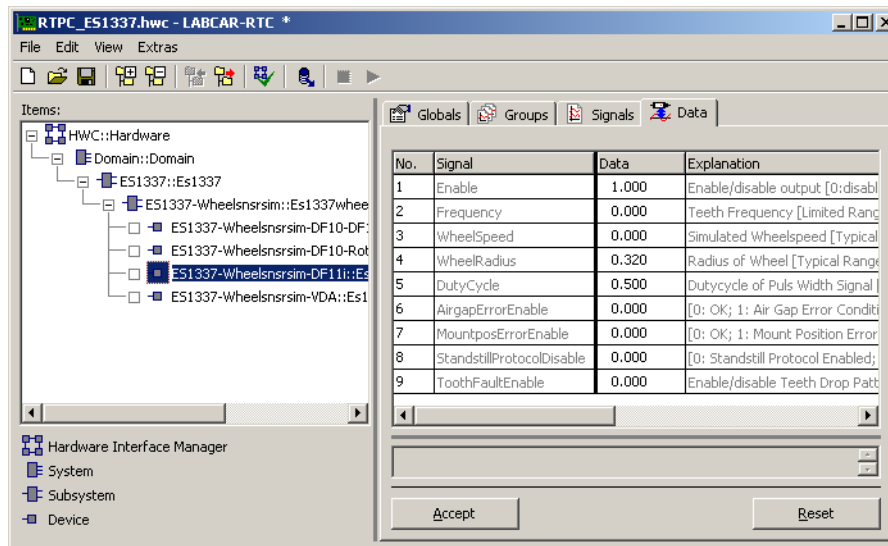 RTPC_ES1337.hwc - LABCAR-RTC *
File Edit View Extras
Items:
HWC::Hardware
Domain::Domain
ES1337::Es1337
ES1337-Wheelsnsrsim::Es1337whee
ES1337-Wheelsnsrsim-DF10-DF
ES1337-Wheelsnsrsim-DF10-Rot
ES1337-Wheelsnsrsim-DF11i::Es
ES1337-Wheelsnsrsim-VDA::Es1
Hardware Interface Manager
System
Subsystem
Device
Globals Groups Signals Data
No. Signal Data Explanation
1 Enable 1.000 Enable/disable output [0:disabl
2 Frequency 0.000 Teeth Frequency [Limited Rang
3 WheelSpeed 0.000 Simulated Wheelspeed [Typical
4 WheelRadius 0.320 Radius of Wheel [Typical Range
5 DutyCycle 0.500 Dutycycle of Puls Width Signal [
6 AirgapErrorEnable 0.000 [0: OK; 1: Air Gap Error Conditi
7 MountposErrorEnable 0.000 [0: OK; 1: Mount Position Error
8 StandstillProtocolDisable 0.000 [0: Standstill Protocol Enabled;
9 ToothFaultEnable 0.000 Enable/disable Teeth Drop Patt
Accept Reset